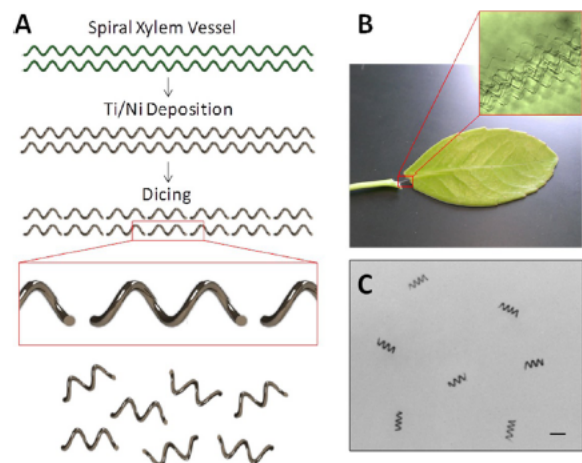 A
Spiral Xylem Vessel
Ti/Ni Deposition
Dicing
B
C